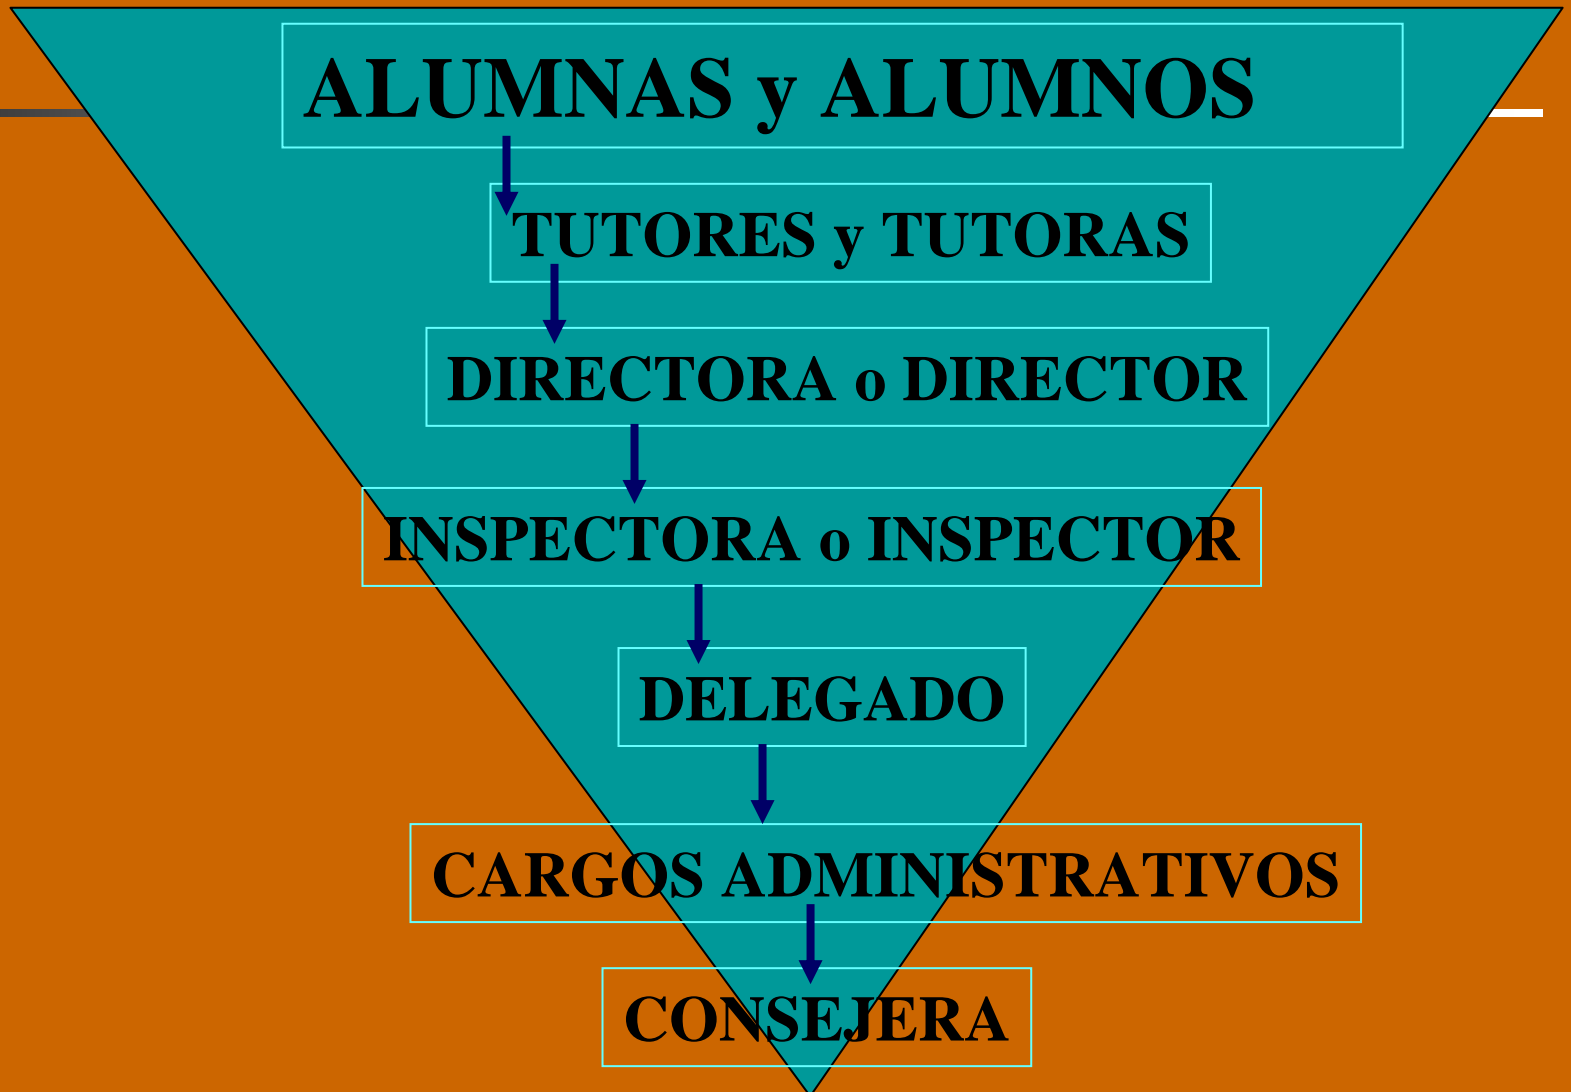 ALUMNAS y ALUMNOS
TUTORES y TUTORAS
DIRECTORA o DIRECTOR
INSPECTORA o INSPECTOR
DELEGADO
CARGOS ADMINISTRATIVOS
CONSEJERA